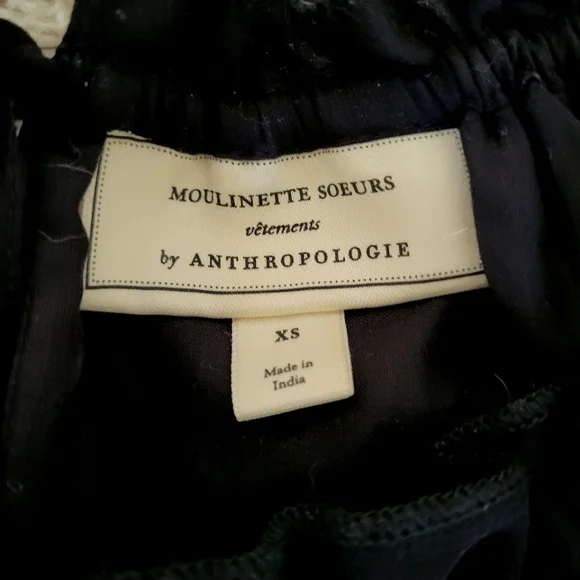 MOULINETTE SOEURS
vêtements
by ANTHROPOLOGIE
XS
Made in
India